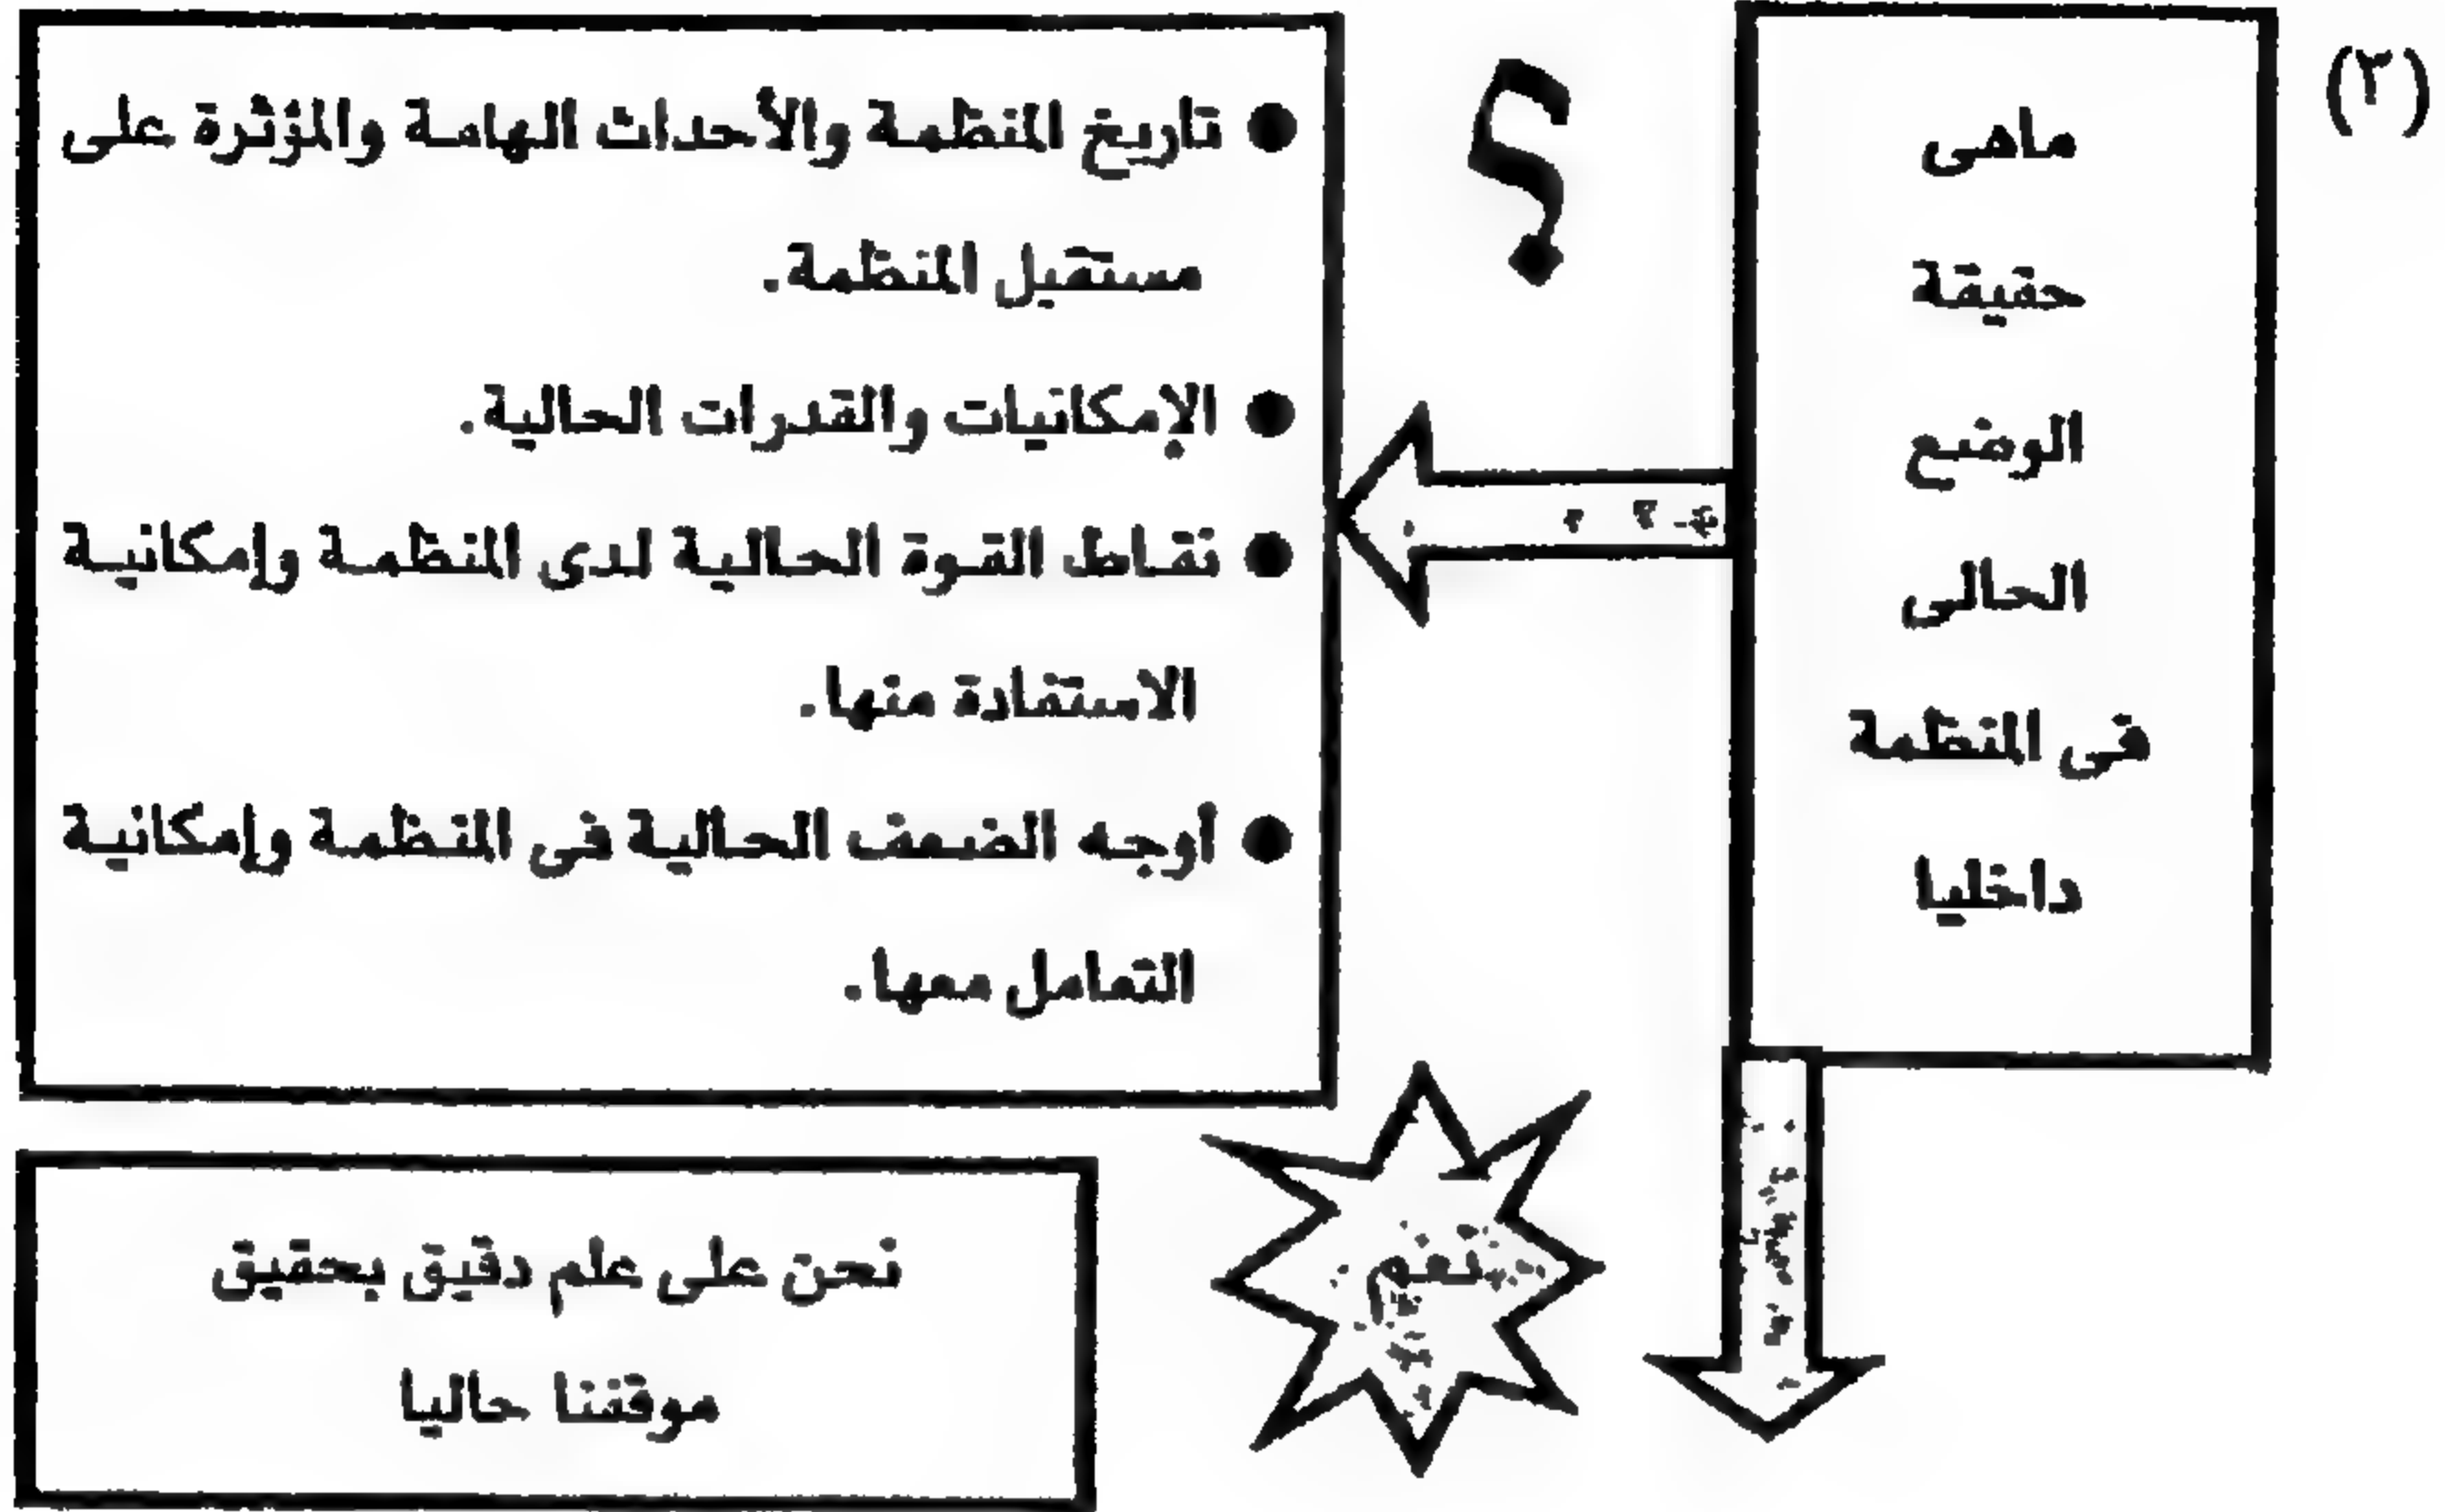 (٣)
ماهى
حقيقة
الوضع
الحالى
فى المنظمة
داخليا
؟
● تاريخ المنظمة والأحداث الهامة والمؤثرة على
مستقبل المنظمة.
● الإمكانيات والقدرات الحالية.
● نقاط القوة الحالية لدى المنظمة وإمكانية
الاستفادة منها.
● أوجه الضعف الحالية فى المنظمة وإمكانية
التعامل معها.
نعم
نحن على علم دقيق بحقيق
موقفنا حاليا